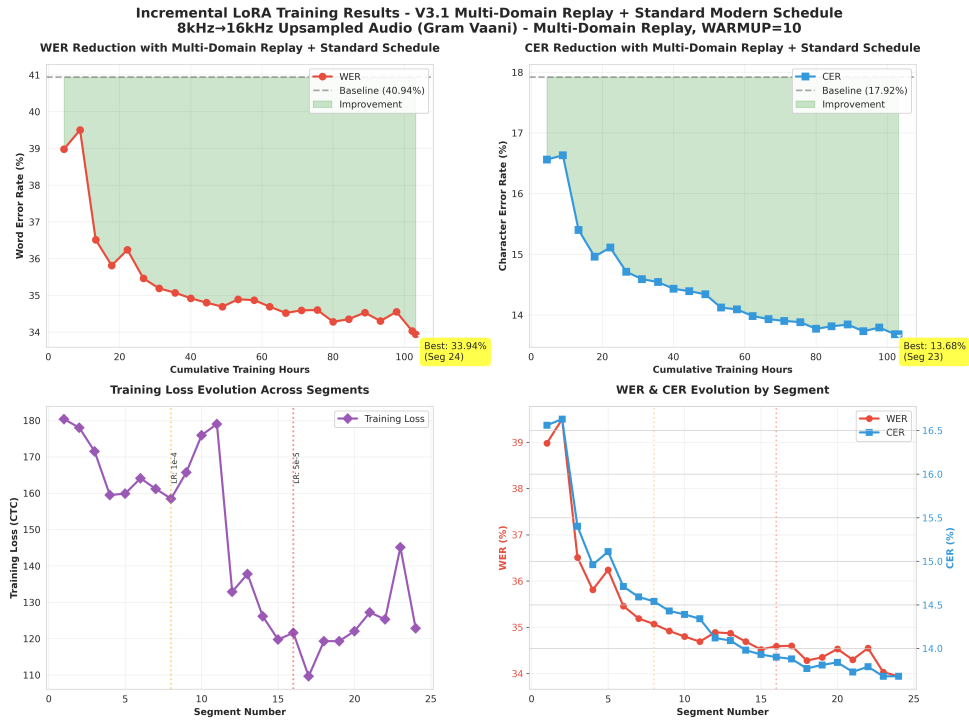 Incremental LoRA Training Results - V3.1 Multi-Domain Replay + Standard Modern Schedule
8kHz→16kHz Upsampled Audio (Gram Vaani) - Multi-Domain Replay, WARMUP=10
WER Reduction with Multi-Domain Replay + Standard Schedule
41
40
39
38
37
36
35
34
Word Error Rate (%)
WER
Baseline (40.94%)
Improvement
0
20
40
60
80
100
Cumulative Training Hours
Best: 33.94%
(Seg 24)
CER Reduction with Multi-Domain Replay + Standard Schedule
18
17
16
15
14
Character Error Rate (%)
CER
Baseline (17.92%)
Improvement
0
20
40
60
80
100
Cumulative Training Hours
Best: 13.68%
(Seg 23)
Training Loss Evolution Across Segments
180
170
160
150
140
130
120
110
Training Loss (CTC)
Training Loss
LR: 1e-4
LR: 5e-5
0
5
10
15
20
25
Segment Number
WER & CER Evolution by Segment
39
38
37
36
35
34
WER (%)
WER
CER
16.5
16.0
15.5
15.0
14.5
14.0
CER (%)
0
5
10
15
20
25
Segment Number